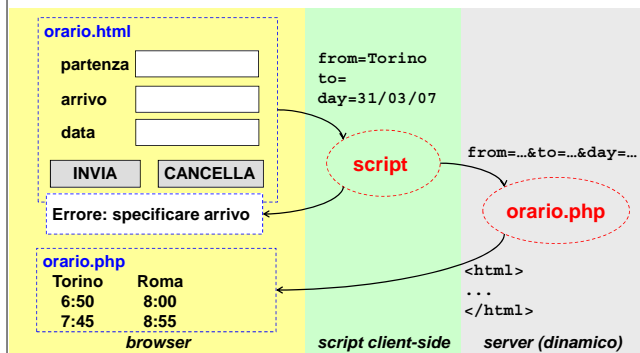 orario.html
partenza
arrivo
data
INVIA CANCELLA
Errore: specificare arrivo
from=Torino
to=
day=31/03/07
script
from=…&to=…&day=…
orario.php
<html>
...
</html>
orario.php
Torino Roma
6:50 8:00
7:45 8:55
browser script client-side server (dinamico)